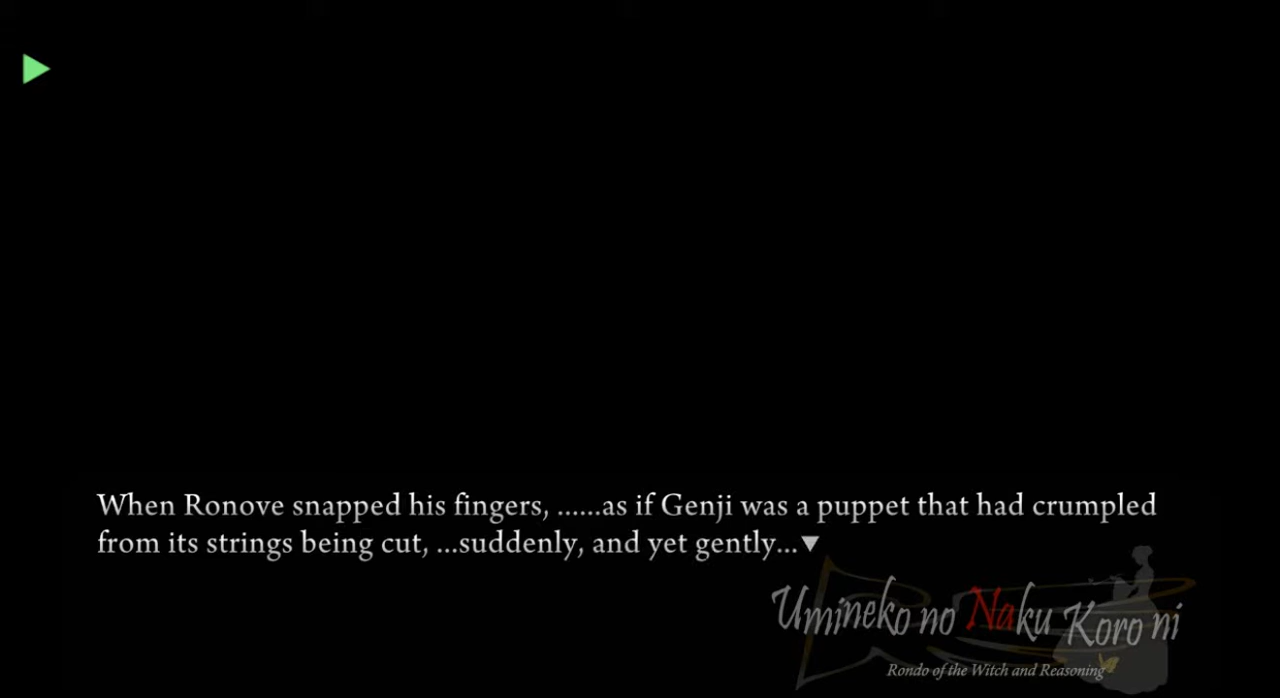 When Ronove snapped his fingers, ......as if Genji was a puppet that had crumpled
from its strings being cut, ...suddenly, and yet gently...▼
Umineko no Naku Koro ni
Rondo of the Witch and Reasoning